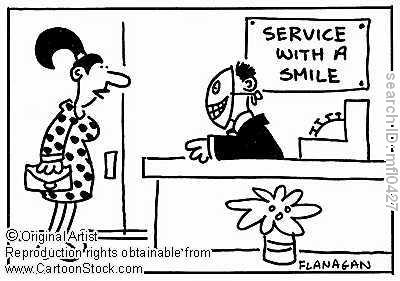 SERVICE
WITH A
SMILE
© Original Artist
Reproduction rights obtainable from
www.CartoonStock.com
FLANAGAN
search ID: mfl0427